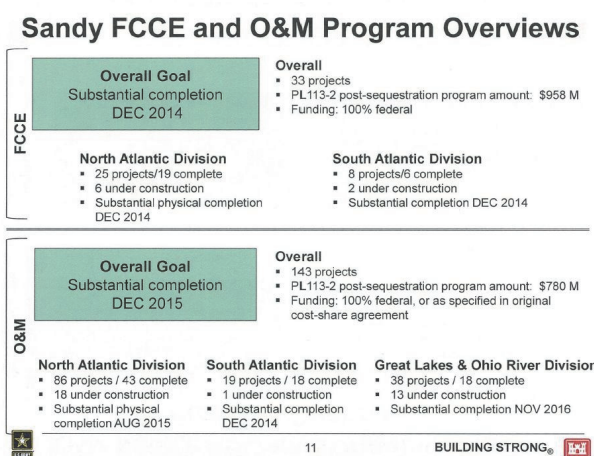 Sandy FCCE and O&M Program Overviews
FCCE
Overall Goal
Substantial completion
DEC 2014
Overall
▪ 33 projects
▪ PL113-2 post-sequestration program amount: $958 M
▪ Funding: 100% federal
North Atlantic Division
▪ 25 projects/19 complete
▪ 6 under construction
▪ Substantial physical completion
DEC 2014
South Atlantic Division
▪ 8 projects/6 complete
▪ 2 under construction
▪ Substantial completion DEC 2014
O&M
Overall Goal
Substantial completion
DEC 2015
Overall
▪ 143 projects
▪ PL113-2 post-sequestration program amount: $780 M
▪ Funding: 100% federal, or as specified in original
cost-share agreement
North Atlantic Division
▪ 86 projects / 43 complete
▪ 18 under construction
▪ Substantial physical
completion AUG 2015
South Atlantic Division
▪ 19 projects / 18 complete
▪ 1 under construction
▪ Substantial completion
DEC 2014
Great Lakes & Ohio River Division
▪ 38 projects / 18 complete
▪ 13 under construction
▪ Substantial completion NOV 2016
11
BUILDING STRONG®